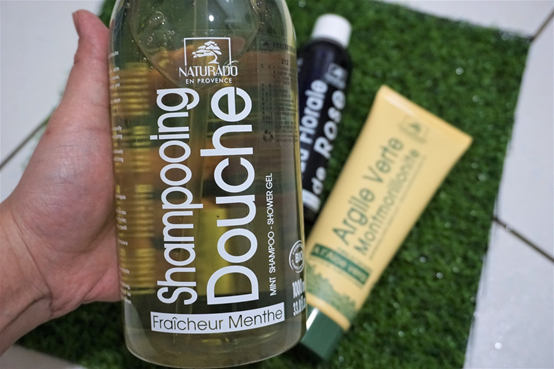 NATURADO
EN PROVENCE
Shampooing
Douche
MINT SHAMPOO - SHOWER GEL
BIO
Fraîcheur Menthe
Florale
de Rose
Argile Verte
Montmorillonite